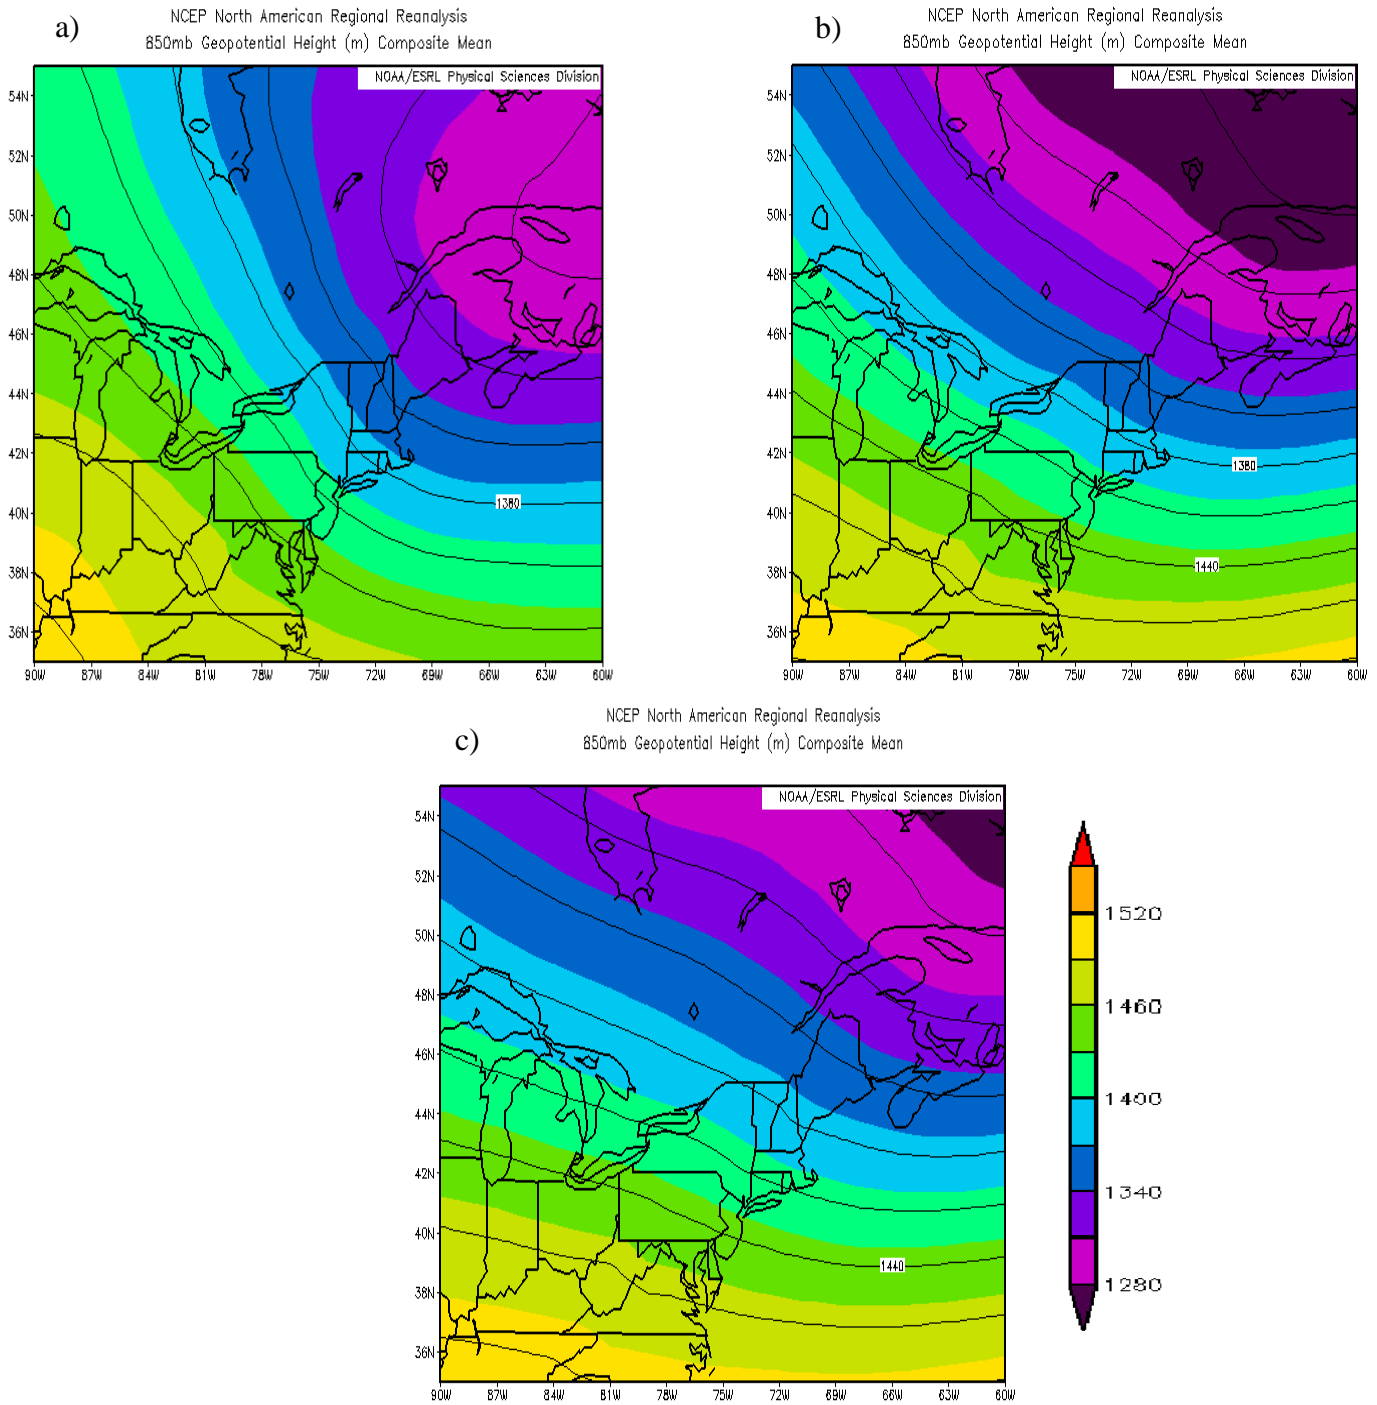 a)
NCEP North American Regional Reanalysis
850mb Geopotential Height (m) Composite Mean
NOAA/ESRL Physical Sciences Division
54N
52N
50N
48N
46N
44N
42N
40N
38N
36N
1380
90W 87W 84W 81W 78W 75W 72W 69W 66W 63W 60W
b)
NCEP North American Regional Reanalysis
850mb Geopotential Height (m) Composite Mean
NOAA/ESRL Physical Sciences Division
54N
52N
50N
48N
46N
44N
42N
40N
38N
36N
1380
1440
90W 87W 84W 81W 78W 75W 72W 69W 66W 63W 60W
c)
NCEP North American Regional Reanalysis
850mb Geopotential Height (m) Composite Mean
NOAA/ESRL Physical Sciences Division
54N
52N
50N
48N
46N
44N
42N
40N
38N
36N
1440
90W 87W 84W 81W 78W 75W 72W 69W 66W 63W 60W
1520
1460
1400
1340
1280